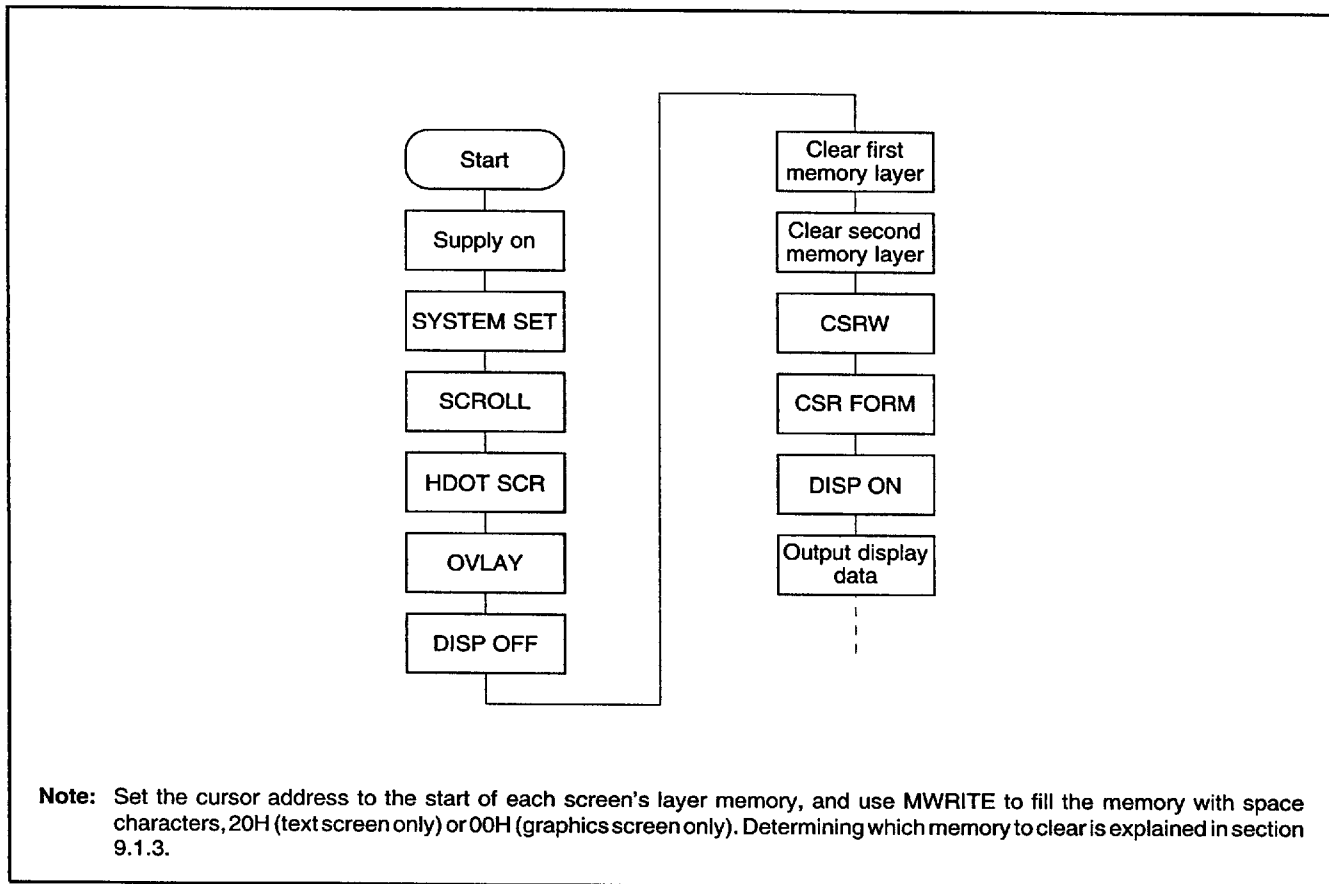 Start
Supply on
SYSTEM SET
SCROLL
HDOT SCR
OVLAY
DISP OFF
Clear first
memory layer
Clear second
memory layer
CSRW
CSR FORM
DISP ON
Output display
data
Note: Set the cursor address to the start of each screen's layer memory, and use MWRITE to fill the memory with space
characters, 20H (text screen only) or 00H (graphics screen only). Determining which memory to clear is explained in section
9.1.3.